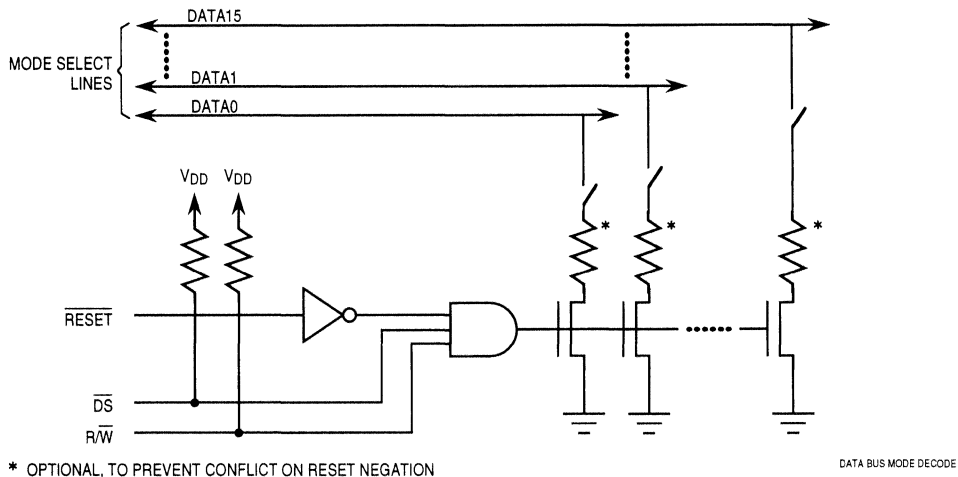 DATA15
MODE SELECT
LINES
DATA1
DATA0
VDD VDD
* * *
RESET
DS
R/W
* OPTIONAL, TO PREVENT CONFLICT ON RESET NEGATION
DATA BUS MODE DECODE